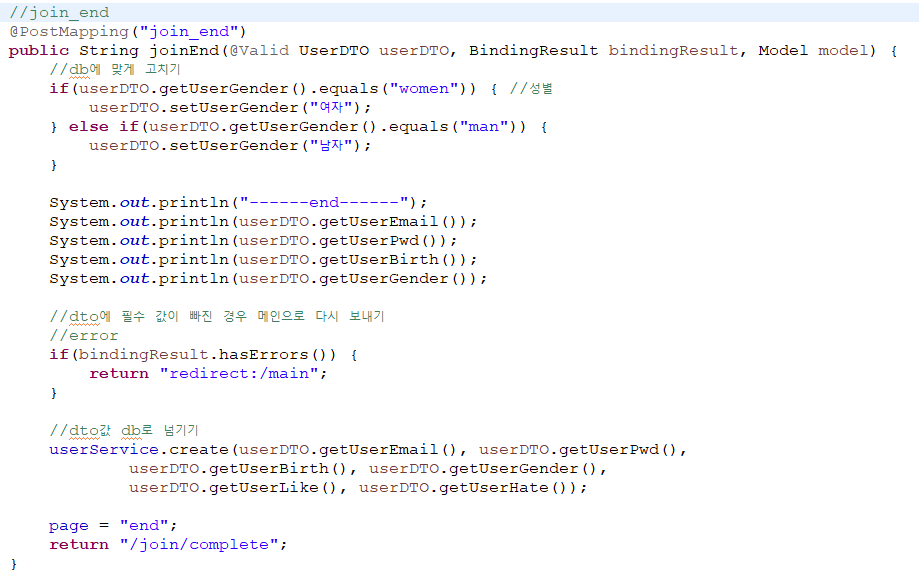 //join_end
@PostMapping("join_end")
public String joinEnd(@Valid UserDTO userDTO, BindingResult bindingResult, Model model) {
    //db에 맞게 고치기
    if(userDTO.getUserGender().equals("women")) { //성별
        userDTO.setUserGender("여자");
    } else if(userDTO.getUserGender().equals("man")) {
        userDTO.setUserGender("남자");
    }
    System.out.println("------end------");
    System.out.println(userDTO.getUserEmail());
    System.out.println(userDTO.getUserPwd());
    System.out.println(userDTO.getUserBirth());
    System.out.println(userDTO.getUserGender());
    //dto에 필수 값이 빠진 경우 메인으로 다시 보내기
    //error
    if(bindingResult.hasErrors()) {
        return "redirect:/main";
    }
    //dto값 db로 넘기기
    userService.create(userDTO.getUserEmail(), userDTO.getUserPwd(),
            userDTO.getUserBirth(), userDTO.getUserGender(),
            userDTO.getUserLike(), userDTO.getUserHate());
    page = "end";
    return "/join/complete";
}